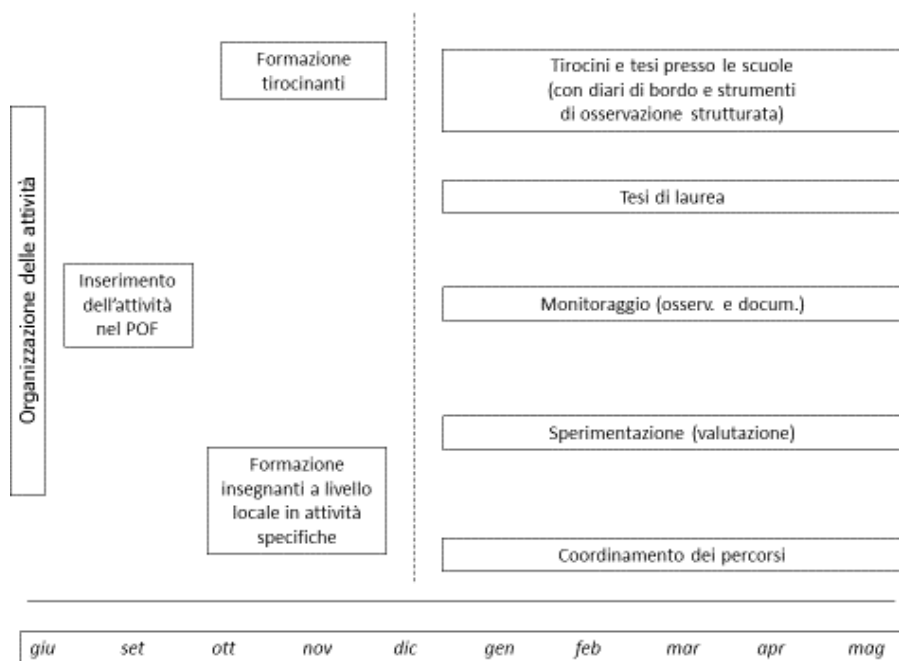 Organizzazione delle attività
Inserimento
dell'attività
nel POF
Formazione
tirocinanti
Formazione
insegnanti a livello
locale in attività
specifiche
Tirocini e tesi presso le scuole
(con diari di bordo e strumenti
di osservazione strutturata)
Tesi di laurea
Monitoraggio (osserv. e docum.)
Sperimentazione (valutazione)
Coordinamento dei percorsi
giu set ott nov dic gen feb mar apr mag